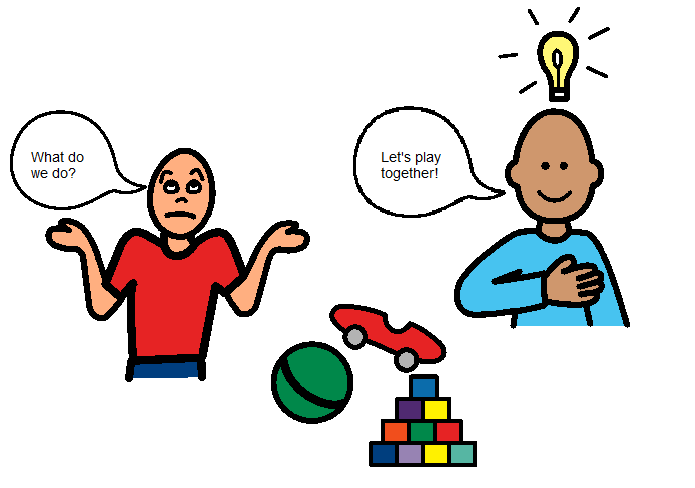 What do
we do?
Let's play
together!